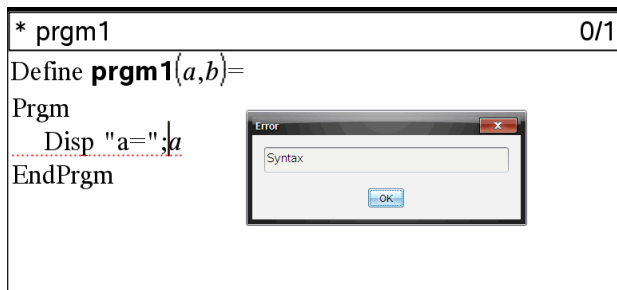 * prgm1 0/1
Define prgm1(a,b)=
Prgm
Disp "a=";a
EndPrgm
Error
x
Syntax
OK